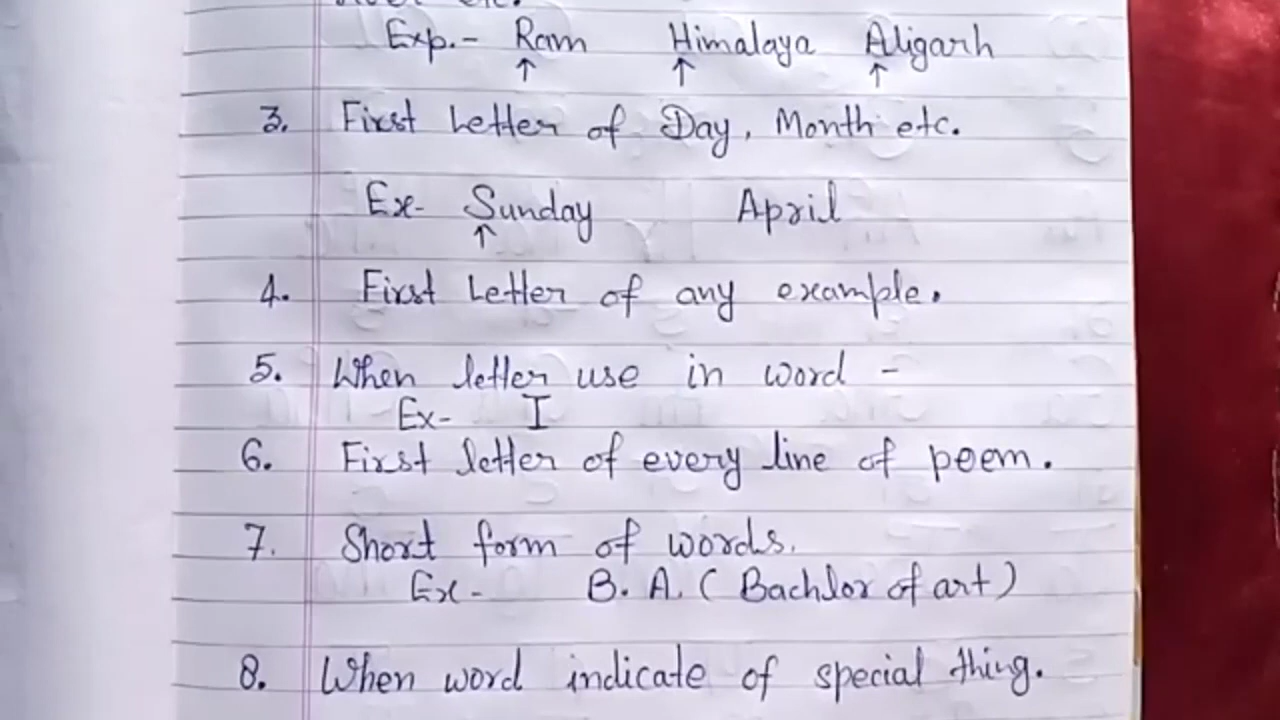 etc.
Exp.- Ram Himalaya Aligarh
3. First Letter of Day, Month etc.
Ex- Sunday April
4. First Letter of any example.
5. When letter use in word -
Ex- I
6. First letter of every line of poem.
7. Short form of words.
Ex- B. A. ( Bachlor of art )
8. When word indicate of special thing.